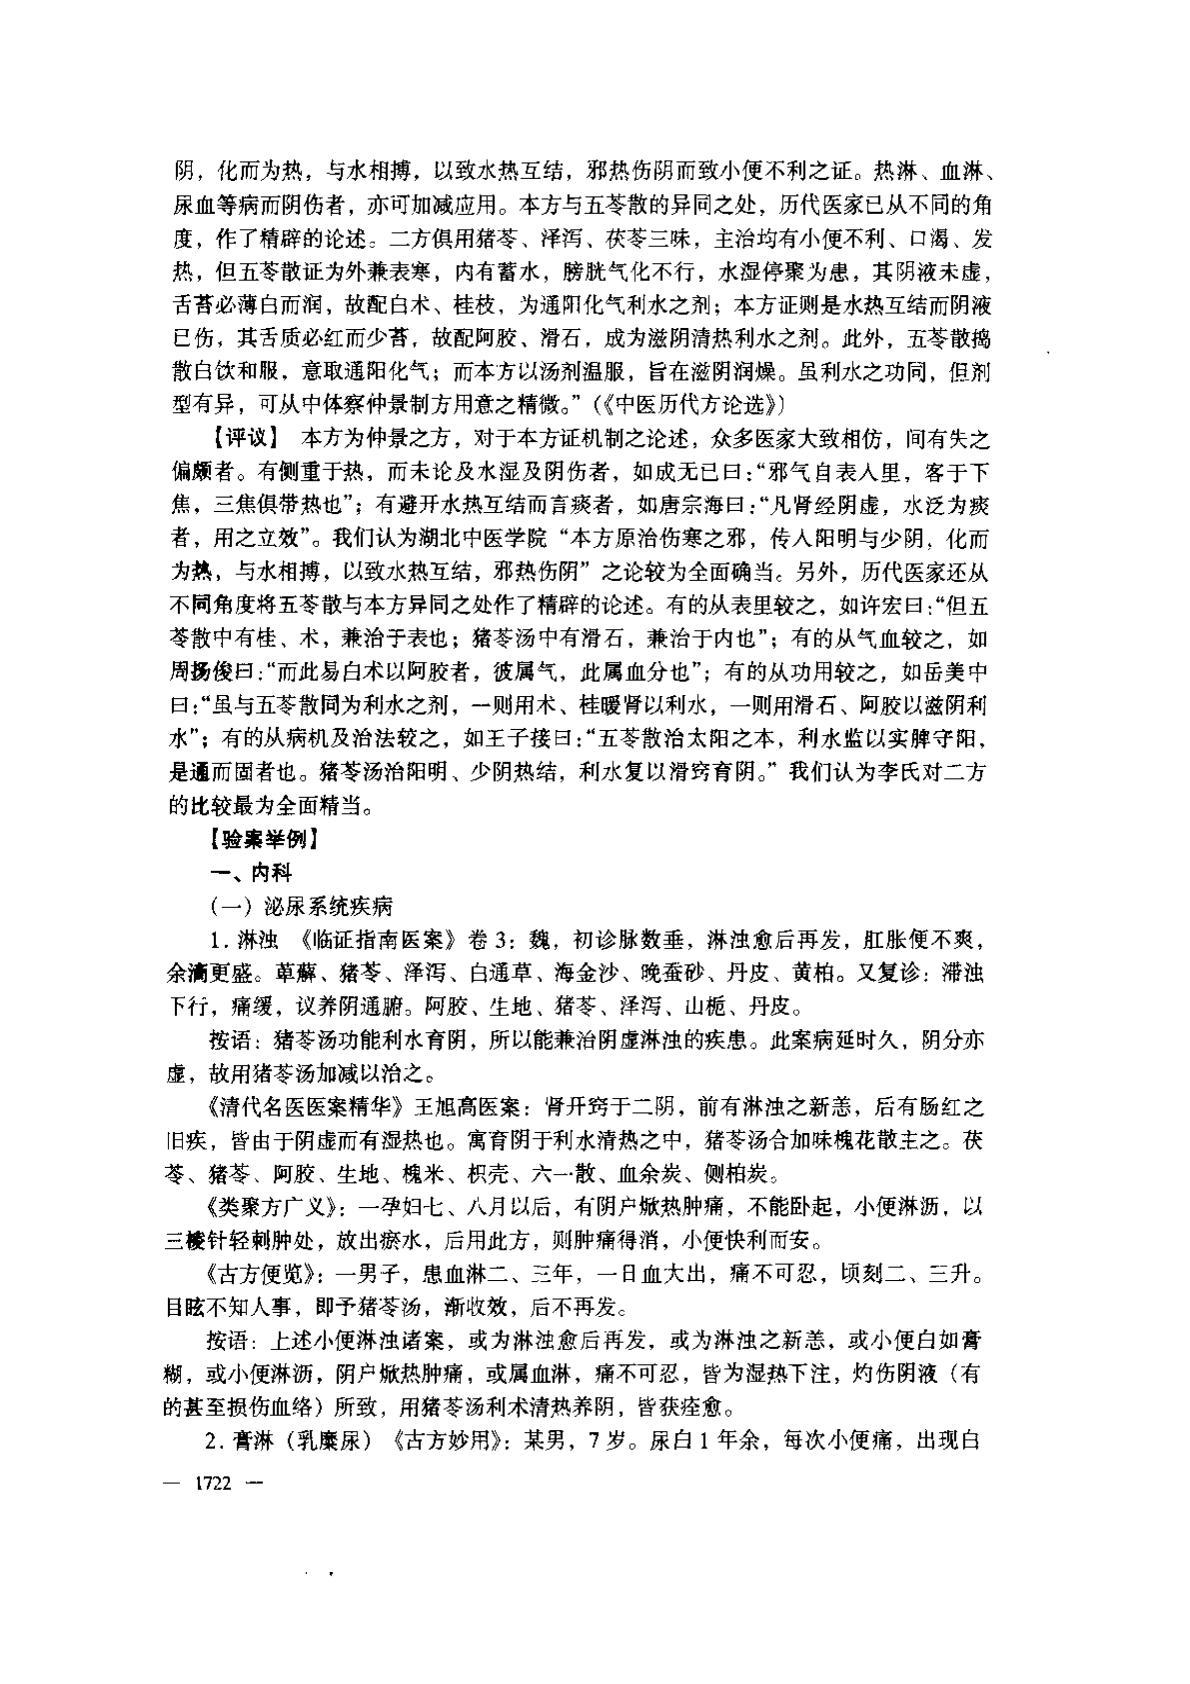 阴，化而为热，与水相搏，以致水热互结，邪热伤阴而致小便不利之证。热淋、血淋、
尿血等病而阴伤者，亦可加减应用。本方与五苓散的异同之处，历代医家已从不同的角
度，作了精辟的论述。二方俱用猪苓、泽泻、茯苓三味，主治均有小便不利、口渴、发
热，但五苓散证为外兼表寒，内有蓄水，膀胱气化不行，水湿停聚为患，其阴液未虚，
舌苔必薄白而润，故配白术、桂枝，为通阳化气利水之剂；本方证则是水热互结而阴液
已伤，其舌质必红而少苔，故配阿胶、滑石，成为滋阴清热利水之剂。此外，五苓散捣
散白饮和服，意取通阳化气；而本方以汤剂温服，旨在滋阴润燥。虽利水之功同，但剂
型有异，可从中体察仲景制方用意之精微。”（《中医历代方论选》）
【评议】 本方为仲景之方，对于本方证机制之论述，众多医家大致相仿，间有失之
偏颇者。有侧重于热，而未论及水湿及阴伤者，如成无已曰：“邪气自表入里，客于下
焦，三焦俱带热也”；有避开水热互结而言痰者，如唐宗海曰：“凡肾经阴虚，水泛为痰
者，用之立效”。我们认为湖北中医学院“本方原治伤寒之邪，传入阳明与少阴，化而
为热，与水相搏，以致水热互结，邪热伤阴”之论较为全面确当。另外，历代医家还从
不同角度将五苓散与本方异同之处作了精辟的论述。有的从表里较之，如许宏曰：“但五
苓散中有桂、术，兼治于表也；猪苓汤中有滑石，兼治于内也”；有的从气血较之，如
周扬俊曰：“而此易白术以阿胶者，彼属气，此属血分也”；有的从功用较之，如岳美中
曰：“虽与五苓散同为利水之剂，一则用术、桂暖肾以利水，一则用滑石、阿胶以滋阴利
水”；有的从病机及治法较之，如王子接曰：“五苓散治太阳之本，利水监以实脾守阳，
是通而固者也。猪苓汤治阳明、少阴热结，利水复以滑窍育阴。”我们认为李氏对二方
的比较最为全面精当。
【验案举例】
一、内科
（一）泌尿系统疾病
1. 淋浊 《临证指南医案》卷 3：魏，初诊脉数垂，淋浊愈后再发，肛胀便不爽，
余滴更盛。萆薢、猪苓、泽泻、白通草、海金沙、晚蚕砂、丹皮、黄柏。又复诊：滞浊
下行，痛缓，议养阴通腑。阿胶、生地、猪苓、泽泻、山栀、丹皮。
按语：猪苓汤功能利水育阴，所以能兼治阴虚淋浊的疾患。此案病延时久，阴分亦
虚，故用猪苓汤加减以治之。
《清代名医医案精华》王旭高医案：肾开窍于二阴，前有淋浊之新恙，后有肠红之
旧疾，皆由于阴虚而有湿热也。寓育阴于利水清热之中，猪苓汤合加味槐花散主之。茯
苓、猪苓、阿胶、生地、槐米、枳壳、六一散、血余炭、侧柏炭。
《类聚方广义》：一孕妇七、八月以后，有阴户焮热肿痛，不能卧起，小便淋沥，以
三棱针轻刺肿处，放出瘀水，后用此方，则肿痛得消，小便快利而安。
《古方便览》：一男子，患血淋二、三年，一日血大出，痛不可忍，顷刻二、三升。
目眩不知人事，即予猪苓汤，渐收效，后不再发。
按语：上述小便淋浊诸案，或为淋浊愈后再发，或为淋浊之新恙，或小便白如膏
糊，或小便淋沥，阴户焮热肿痛，或属血淋，痛不可忍，皆为湿热下注，灼伤阴液（有
的甚至损伤血络）所致，用猪苓汤利术清热养阴，皆获痊愈。
2. 膏淋（乳糜尿）《古方妙用》：某男，7 岁。尿白 1 年余，每次小便痛，出现白
— 1722 —